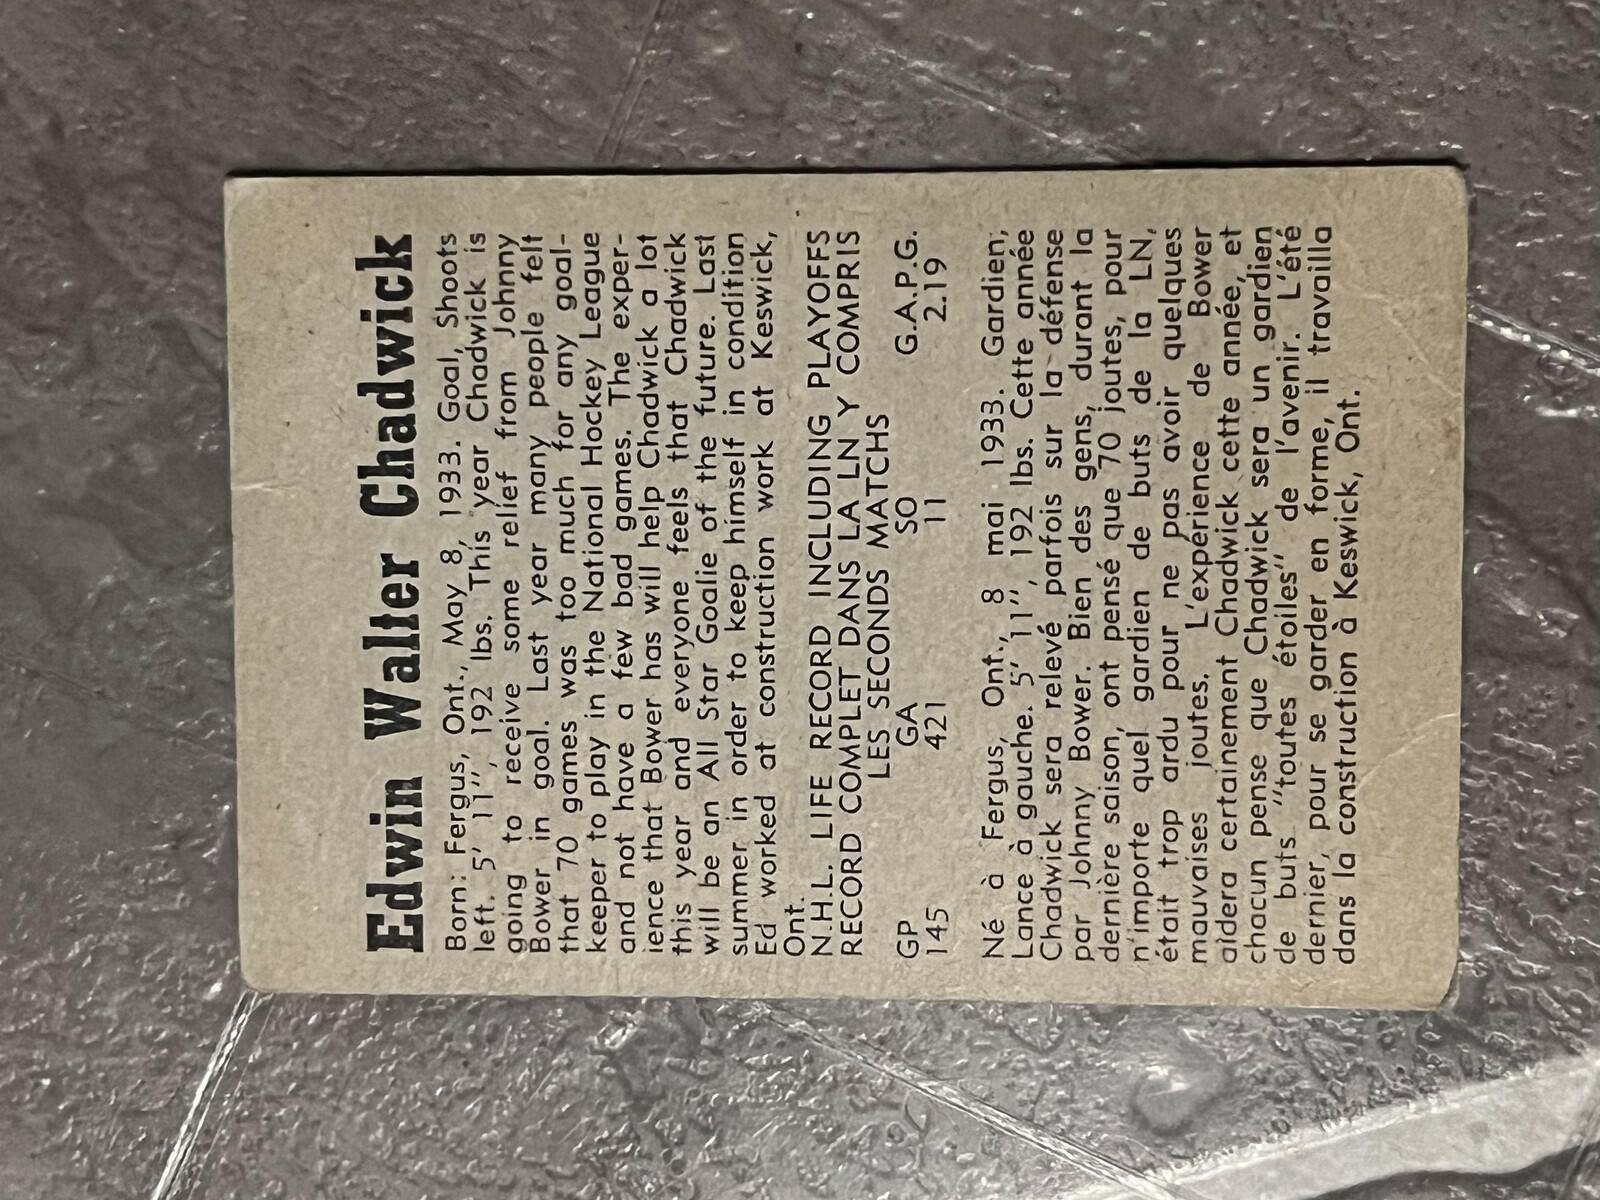 Edwin Walter Chadwick
Born: Fergus, Ont., May 8, 1933. Goal, Shoots
left. 5' 11", 192 lbs. This year Chadwick is
going to receive some relief from Johnny
Bower in goal. Last year many people felt
that 70 games was too much for any goal-
keeper to play in the National Hockey League
and not have a few bad games. The exper-
ience that Bower has will help Chadwick a lot
this year and everyone feels that Chadwick
will be an All Star Goalie of the future. Last
summer in order to keep himself in condition
Ed worked at construction work at Keswick,
Ont.
N.H.L. LIFE RECORD INCLUDING PLAYOFFS
RECORD COMPLET DANS LA LN Y COMPRIS
LES SECONDS MATCHS
GP GA SO G.A.P.G.
145 421 11 2.19
Né à Fergus, Ont., 8 mai 1933. Gardien,
Lance à gauche. 5' 11", 192 lbs. Cette année
Chadwick sera relevé parfois sur la défense
par Johnny Bower. Bien des gens, durant la
dernière saison, ont pensé que 70 joutes, pour
n'importe quel gardien de buts de la LN,
était trop ardu pour ne pas avoir quelques
mauvaises joutes. L'expérience de Bower
aidera certainement Chadwick cette année, et
chacun pense que Chadwick sera un gardien
de buts "toutes étoiles" de l'avenir. L'été
dernier, pour se garder en forme, il travailla
dans la construction à Keswick, Ont.